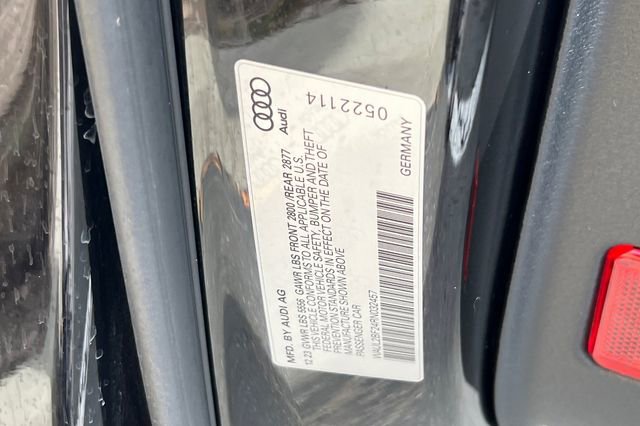 Audi
0522114
MFD. BY AUDI AG
12.23 GVWR LBS 5556 GAWR LBS FRONT 2800 /REAR 2877
THIS VEHICLE CONFORMS TO ALL APPLICABLE U.S.
FEDERAL MOTOR VEHICLE SAFETY, BUMPER AND THEFT
PREVENTION STANDARDS IN EFFECT ON THE DATE OF
MANUFACTURE SHOWN ABOVE
PASSENGER CAR
GERMANY